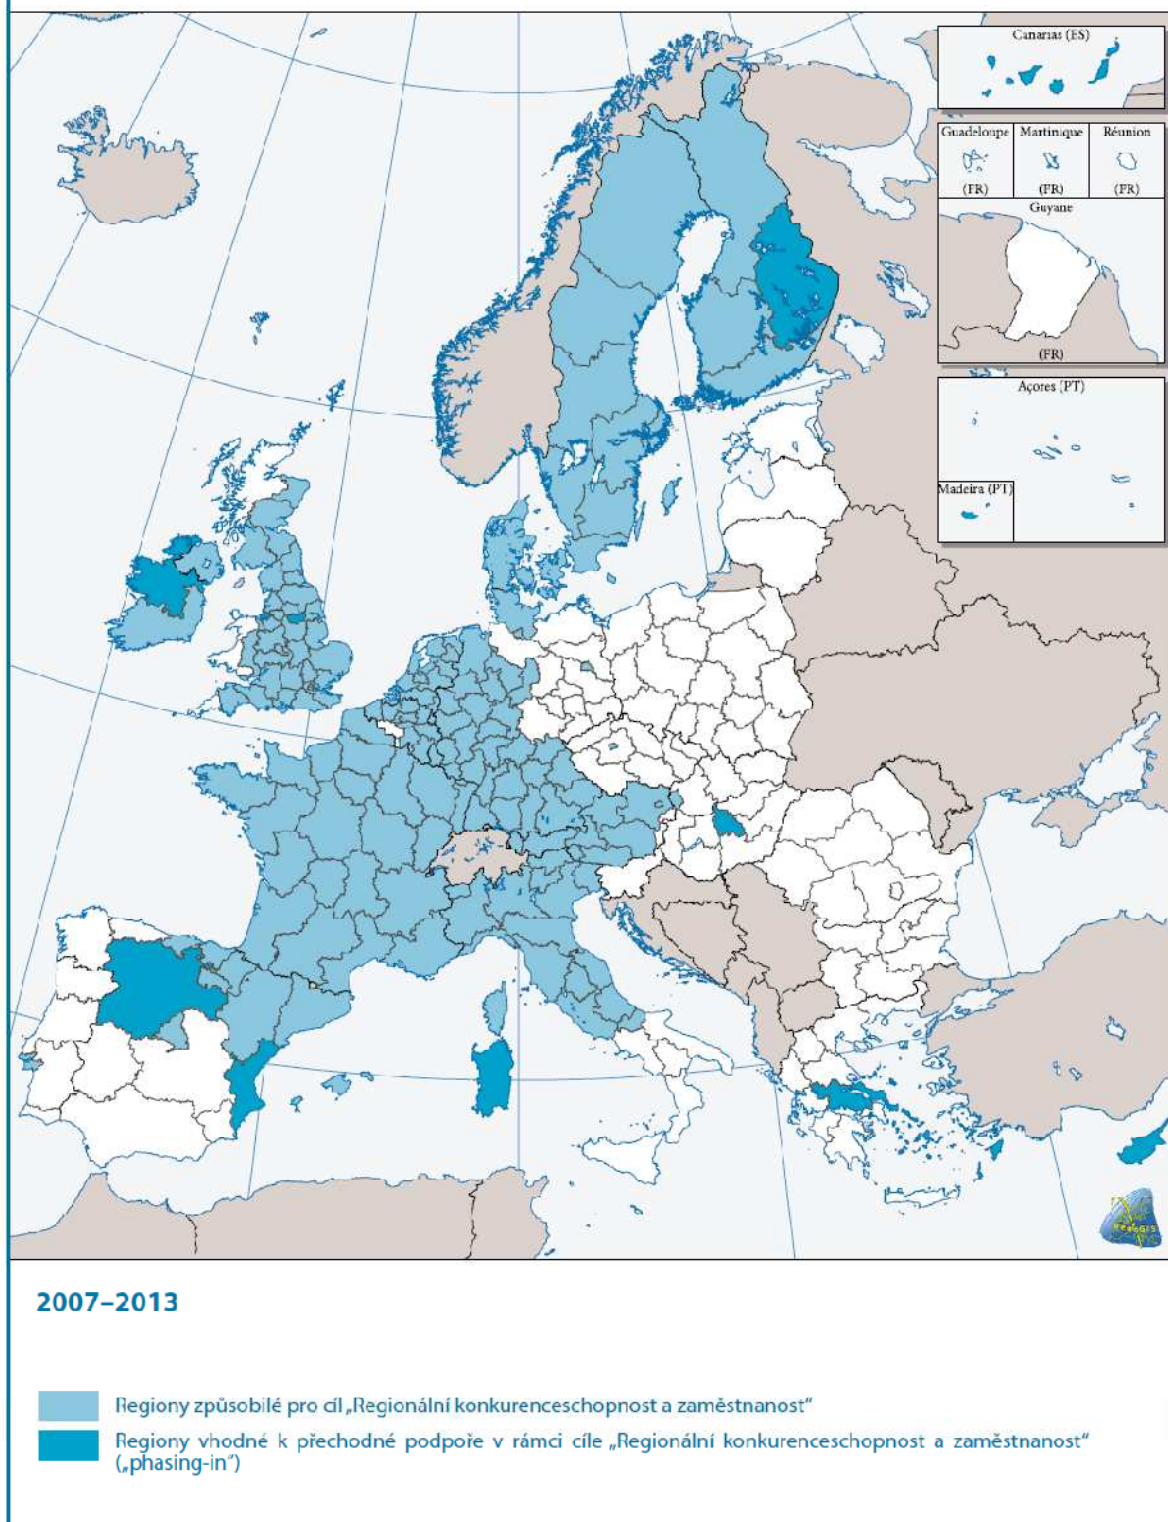 Canarias (ES)
Guadeloupe
Martinique
Réunion
(FR)
(FR)
(FR)
Guyane
(FR)
Açores (PT)
Madeira (PT)
REGIOgis
2007–2013
Regiony způsobilé pro cíl „Regionální konkurenceschopnost a zaměstnanost“
Regiony vhodné k přechodné podpoře v rámci cíle „Regionální konkurenceschopnost a zaměstnanost“
(„phasing-in“)